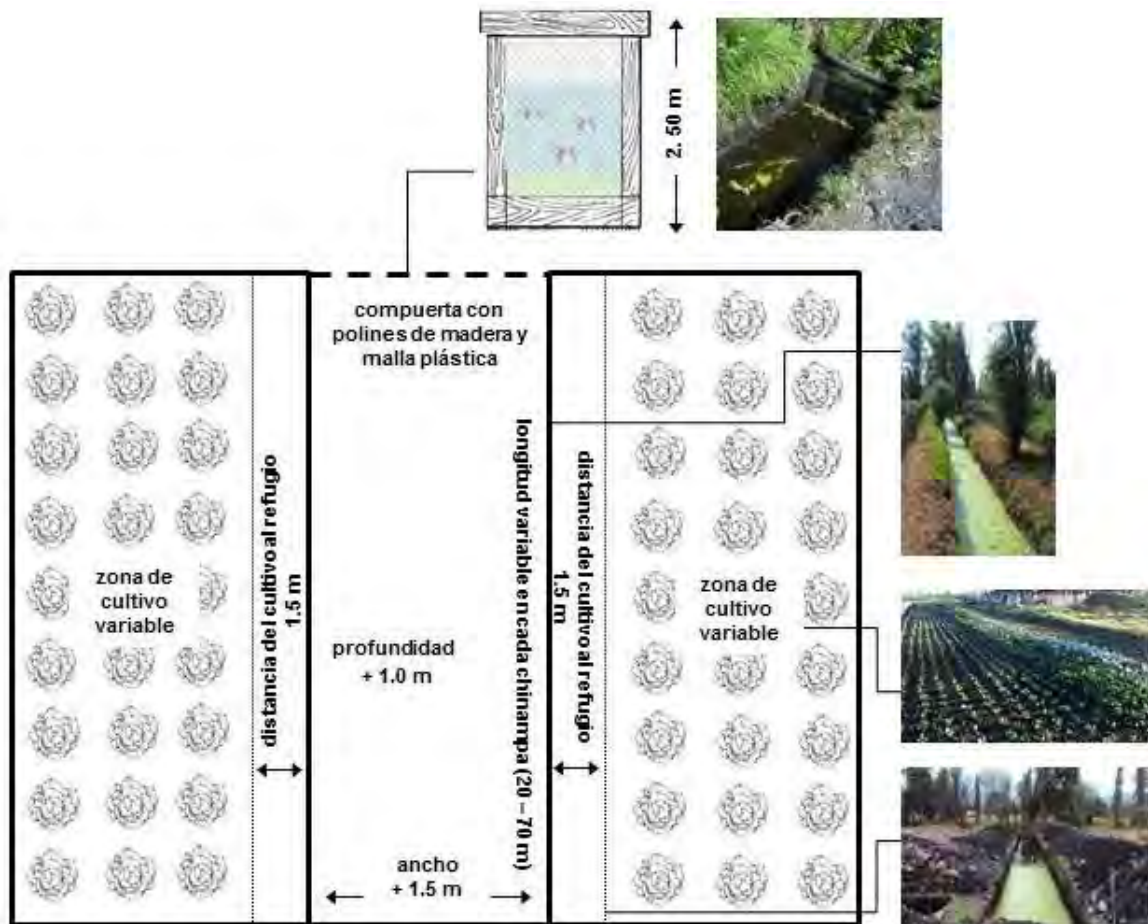 2. 50 m
compuerta con
polines de madera y
malla plástica
distancia del cultivo al refugio
1.5 m
zona de
cultivo
variable
profundidad
+ 1.0 m
longitud variable en cada chinampa (20 – 70 m)
distancia del cultivo al refugio
1.5 m
zona de
cultivo
variable
ancho
+ 1.5 m